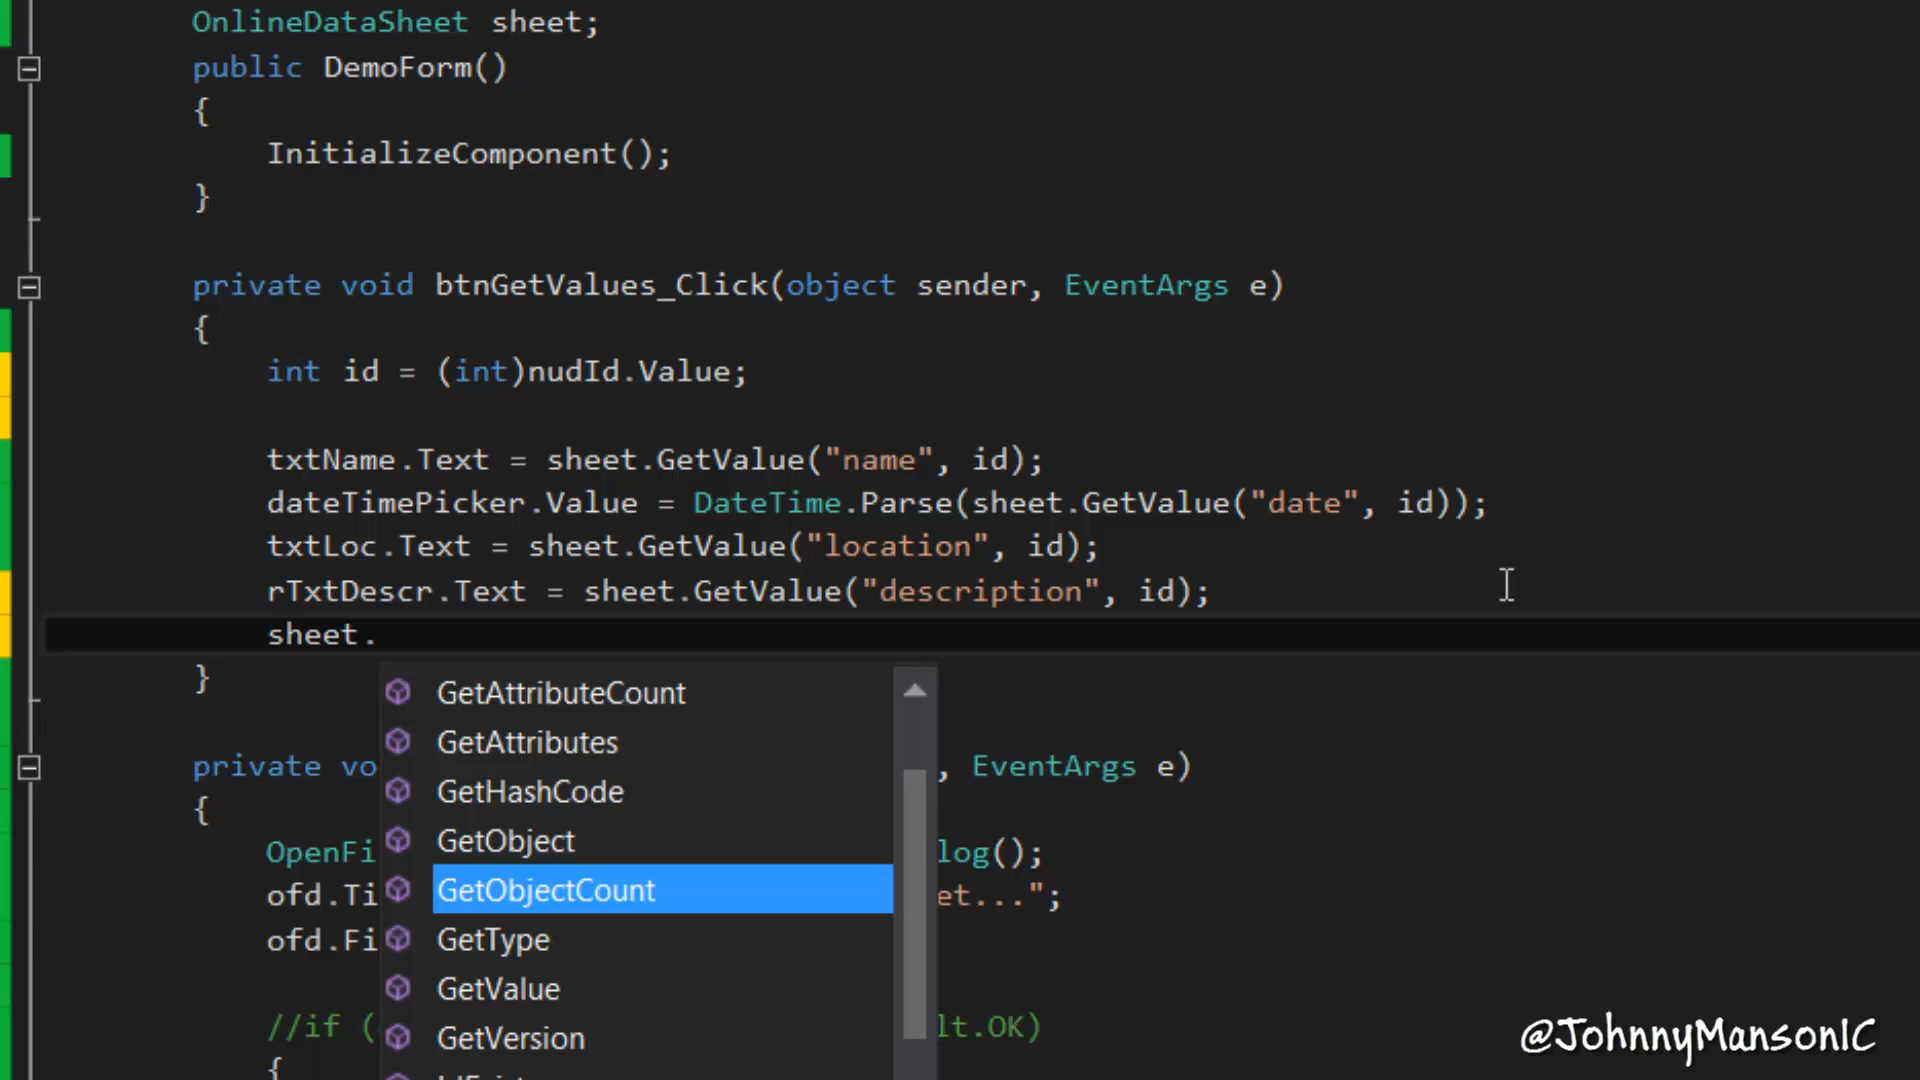 OnlineDataSheet sheet;
public DemoForm()
{
InitializeComponent();
}
private void btnGetValues_Click(object sender, EventArgs e)
{
int id = (int)nudId.Value;
txtName.Text = sheet.GetValue("name", id);
dateTimePicker.Value = DateTime.Parse(sheet.GetValue("date", id));
txtLoc.Text = sheet.GetValue("location", id);
rTxtDescr.Text = sheet.GetValue("description", id);
sheet.
}
GetAttributeCount
GetAttributes
GetHashCode
GetObject
GetObjectCount
GetType
GetValue
GetVersion
private vo , EventArgs e)
{
OpenFi log();
ofd.Ti et...";
ofd.Fi
//if ( lt.OK)
{
@JohnnyMansonIC